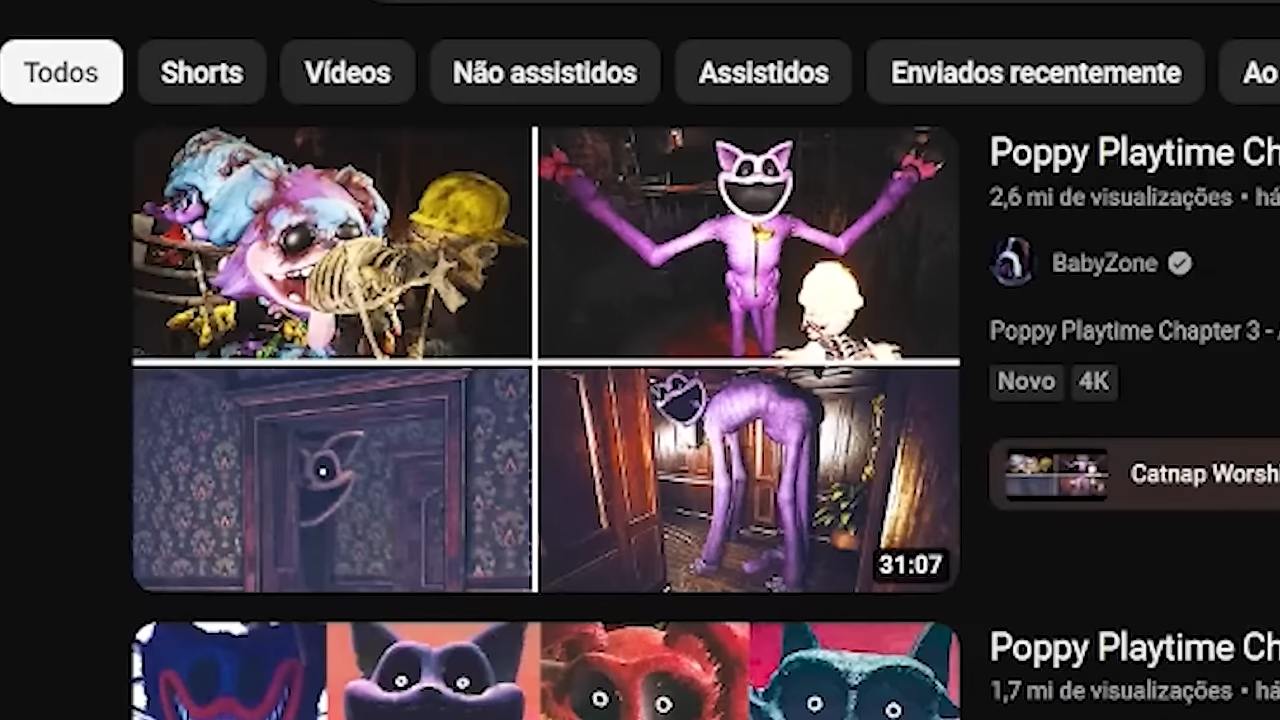 Todos
Shorts
Vídeos
Não assistidos
Assistidos
Enviados recentemente
Ao
Poppy Playtime Ch
2,6 mi de visualizações • há
BabyZone
Poppy Playtime Chapter 3 -
Novo
4K
Catnap Worshi
31:07
Poppy Playtime Ch
1,7 mi de visualizações • há